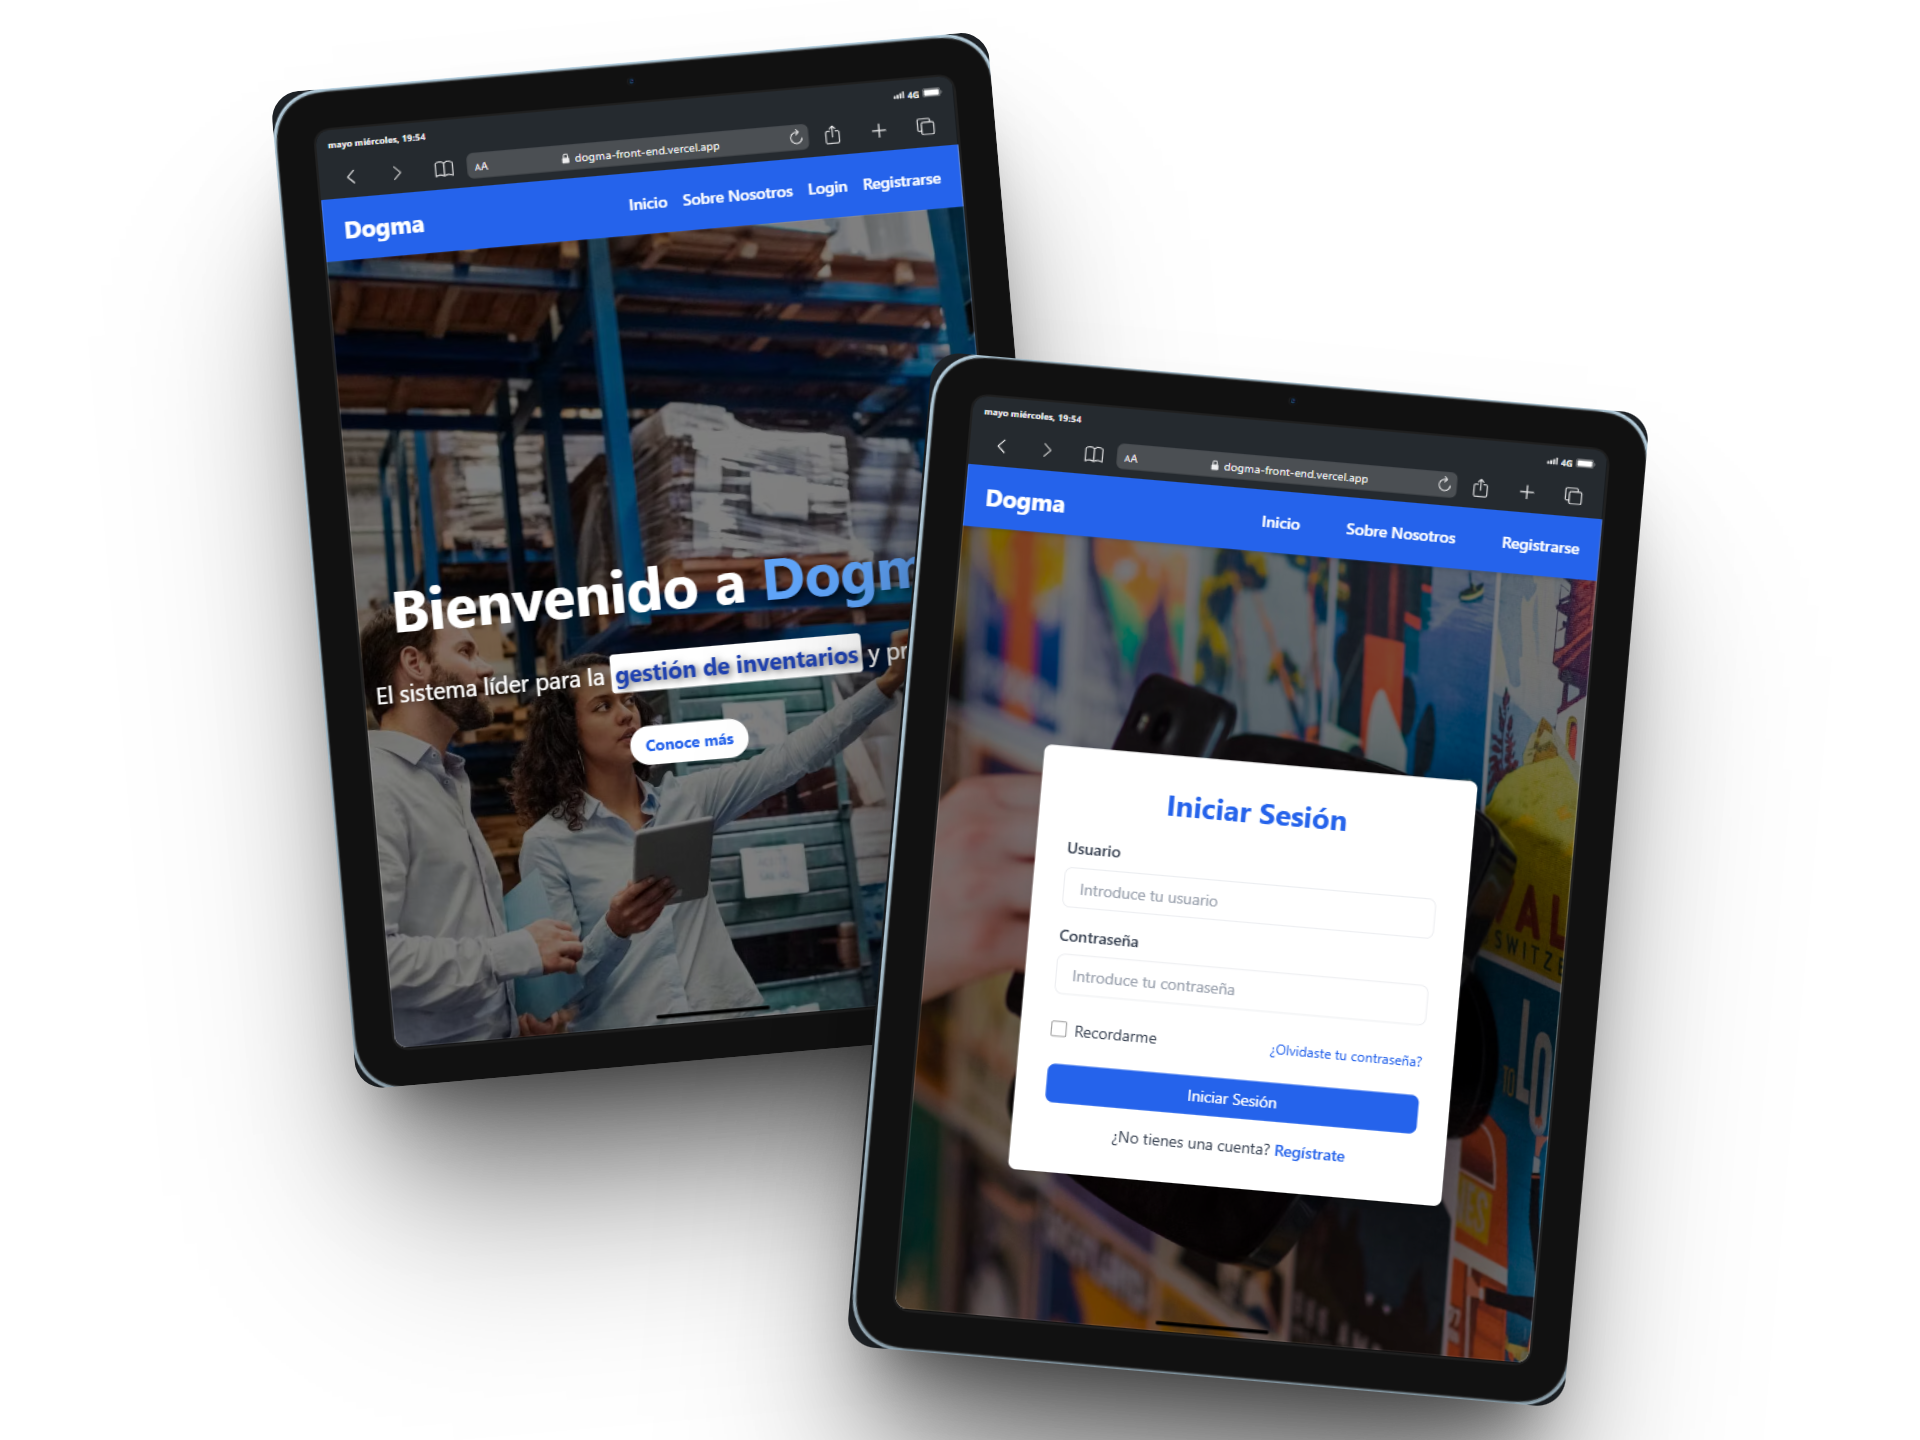 mayo miércoles, 19:54
4G
AA
dogma-front-end.vercel.app
Dogma
Inicio
Sobre Nosotros
Login
Registrarse
Bienvenido a Dogm
El sistema líder para la gestión de inventarios y pr
Conoce más
mayo miércoles, 19:54
4G
AA
dogma-front-end.vercel.app
Dogma
Inicio
Sobre Nosotros
Registrarse
Iniciar Sesión
Usuario
Introduce tu usuario
Contraseña
Introduce tu contraseña
Recordarme
¿Olvidaste tu contraseña?
Iniciar Sesión
¿No tienes una cuenta? Regístrate